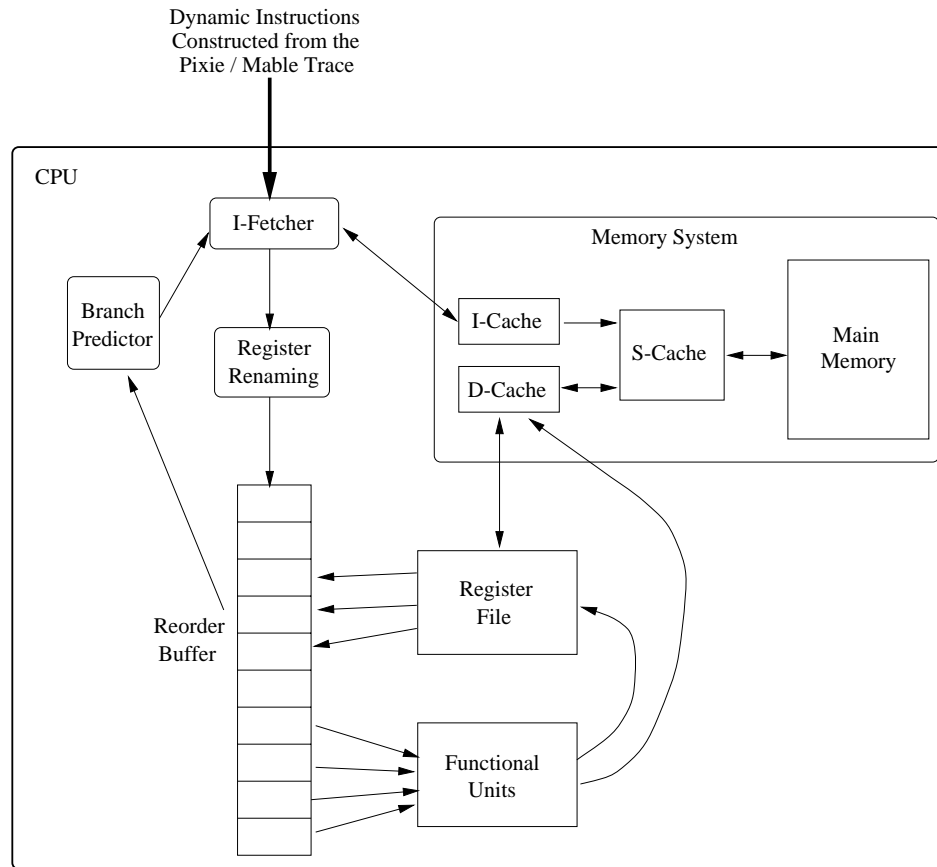 Dynamic Instructions
Constructed from the
Pixie / Mable Trace
CPU
I-Fetcher
Memory System
Branch
Predictor
Register
Renaming
I-Cache
D-Cache
S-Cache
Main
Memory
Reorder
Buffer
Register
File
Functional
Units